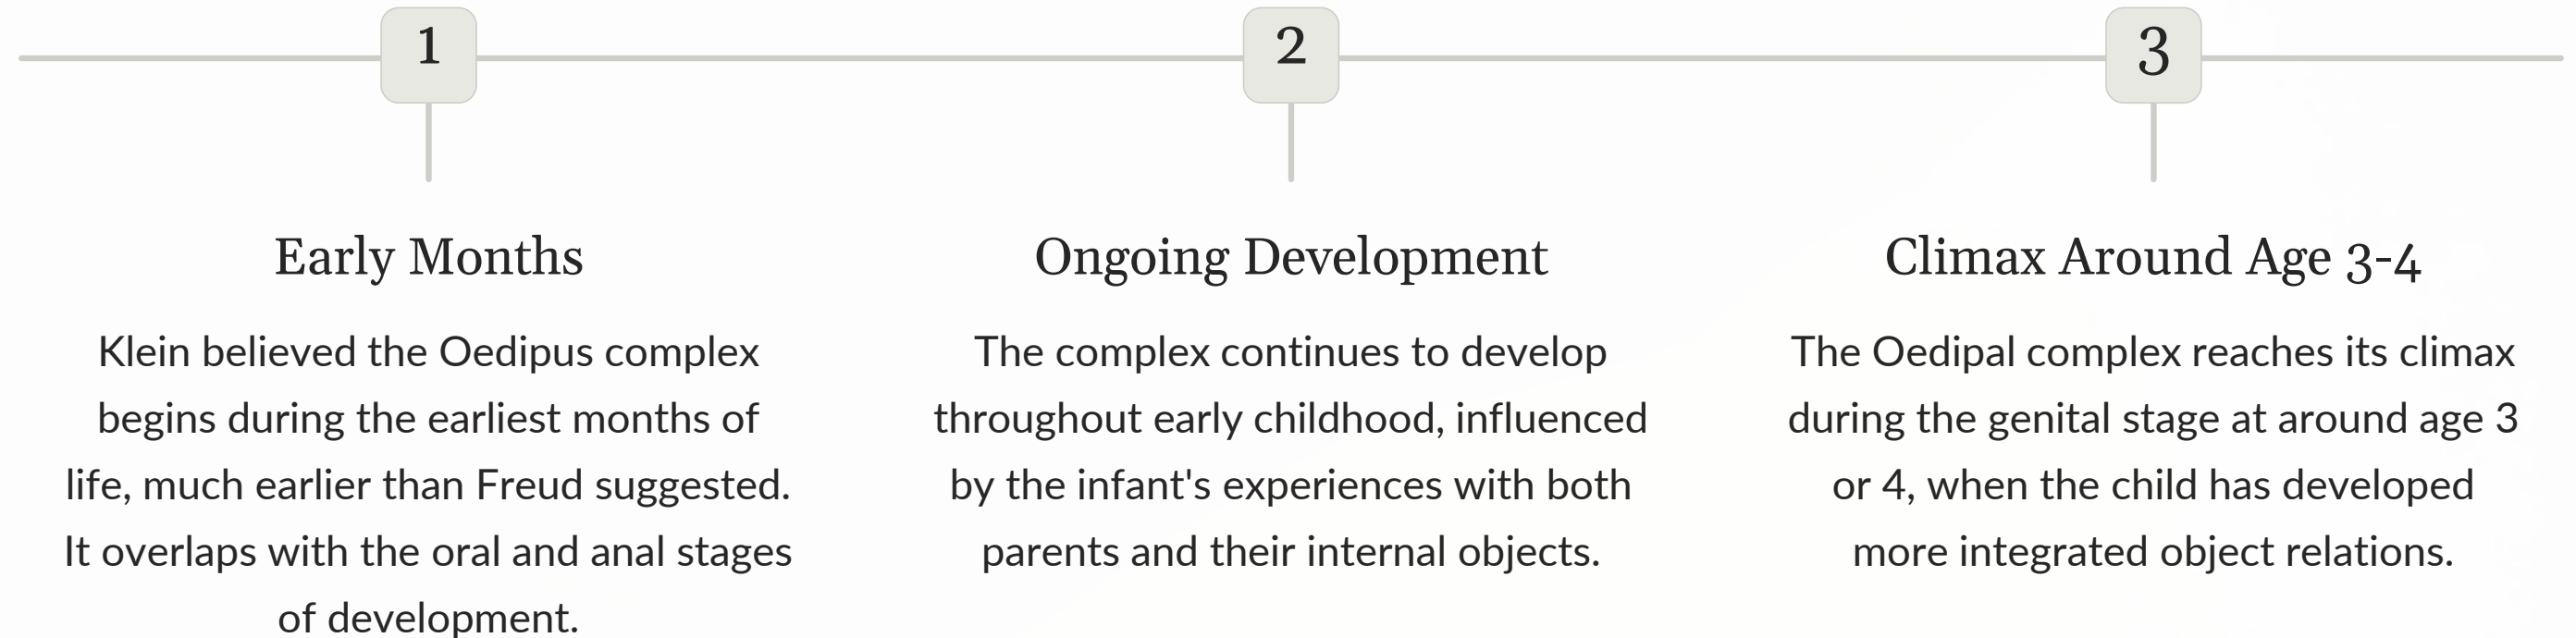 1
Early Months
Klein believed the Oedipus complex
begins during the earliest months of
life, much earlier than Freud suggested.
It overlaps with the oral and anal stages
of development.
2
Ongoing Development
The complex continues to develop
throughout early childhood, influenced
by the infant's experiences with both
parents and their internal objects.
3
Climax Around Age 3-4
The Oedipal complex reaches its climax
during the genital stage at around age 3
or 4, when the child has developed
more integrated object relations.